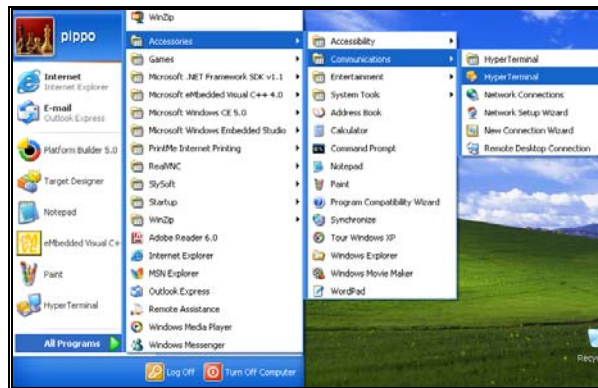 pippo
Internet
Internet Explorer
E-mail
Outlook Express
Platform Builder 5.0
Target Designer
Notepad
eMbedded Visual C+
Paint
HyperTerminal
All Programs
WinZip
Accessories
Games
Microsoft .NET Framework SDK v1.1
Microsoft eMbedded Visual C++ 4.0
Microsoft Windows CE 5.0
Microsoft Windows Embedded Studio
PrintMe Internet Printing
RealVNC
SlySoft
Startup
WinZip
Adobe Reader 6.0
Internet Explorer
MSN Explorer
Outlook Express
Remote Assistance
Windows Media Player
Windows Messenger
Accessibility
Communications
Entertainment
System Tools
Address Book
Calculator
Command Prompt
Notepad
Paint
Program Compatibility Wizard
Synchronize
Tour Windows XP
Windows Explorer
Windows Movie Maker
WordPad
HyperTerminal
HyperTerminal
Network Connections
Network Setup Wizard
New Connection Wizard
Remote Desktop Connection
Recyc
Log Off
Turn Off Computer